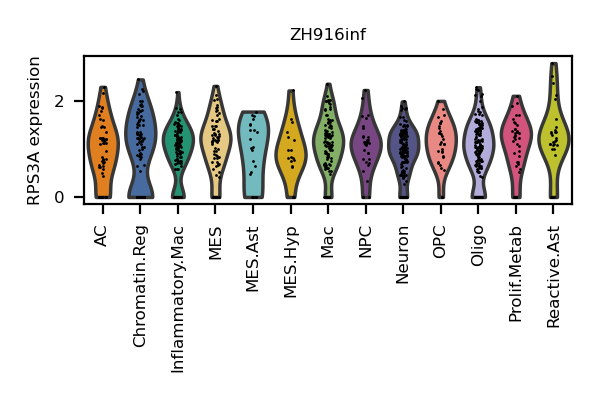 ZH916inf
RPS3A expression
2
0
AC
Chromatin.Reg
Inflammatory.Mac
MES
MES.Ast
MES.Hyp
Mac
NPC
Neuron
OPC
Oligo
Prolif.Metab
Reactive.Ast